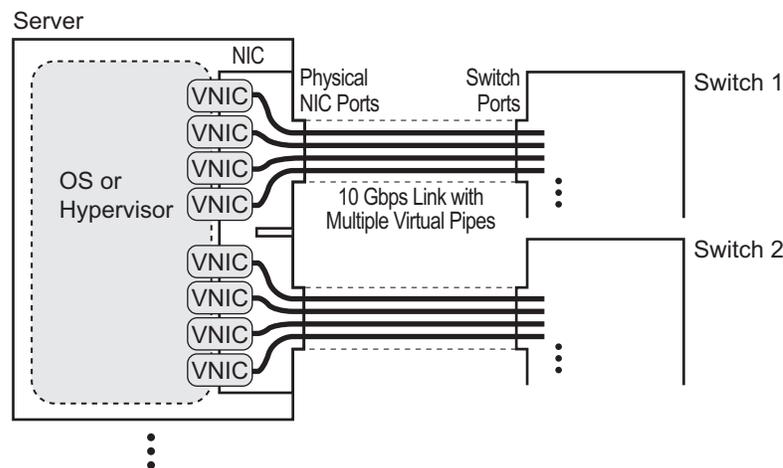 Server
NIC
Physical
NIC Ports
Switch
Ports
Switch 1
VNIC
VNIC
VNIC
VNIC
OS or
Hypervisor
10 Gbps Link with
Multiple Virtual Pipes
Switch 2
VNIC
VNIC
VNIC
VNIC